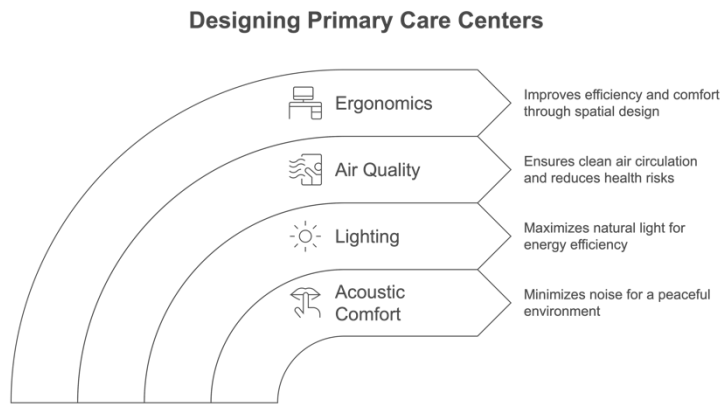 Designing Primary Care Centers
Ergonomics
Improves efficiency and comfort
through spatial design
Air Quality
Ensures clean air circulation
and reduces health risks
Lighting
Maximizes natural light for
energy efficiency
Acoustic
Comfort
Minimizes noise for a peaceful
environment